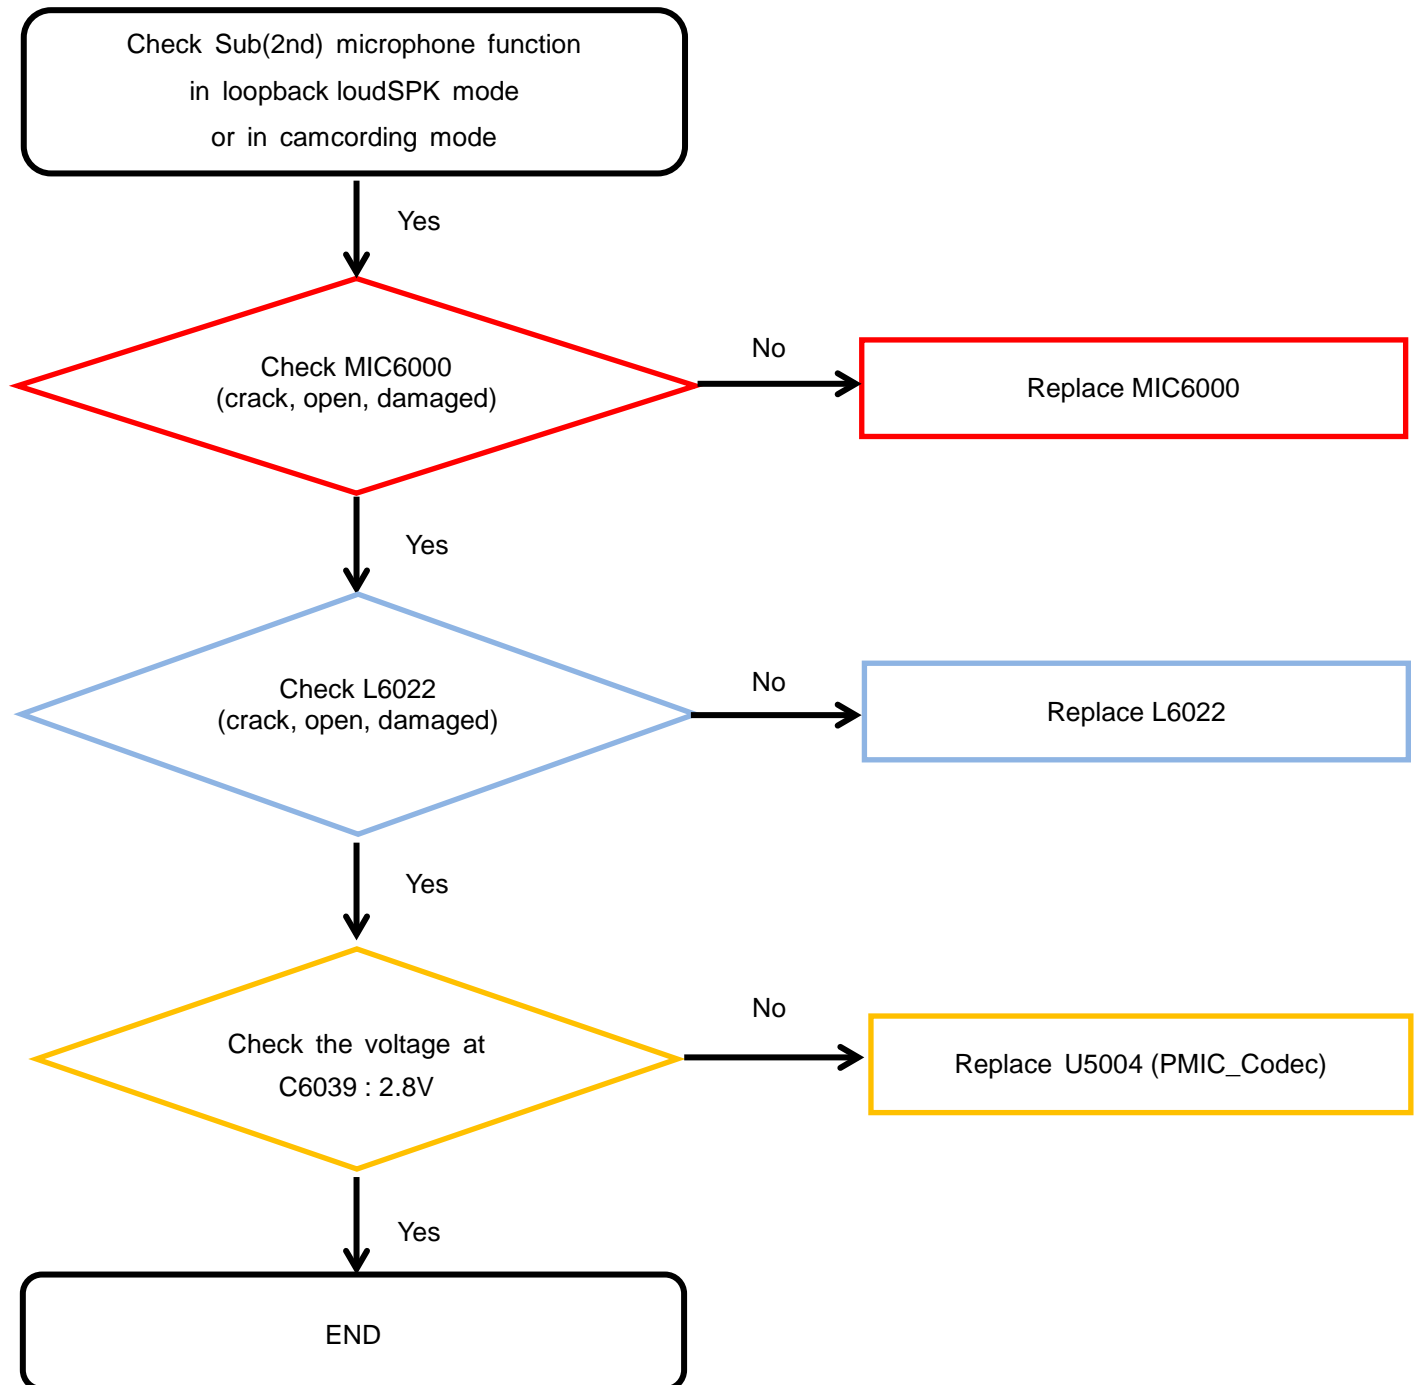 Check Sub(2nd) microphone function
in loopback loudSPK mode
or in camcording mode
Yes
Check MIC6000
(crack, open, damaged)
No
Replace MIC6000
Yes
Check L6022
(crack, open, damaged)
No
Replace L6022
Yes
Check the voltage at
C6039 : 2.8V
No
Replace U5004 (PMIC_Codec)
Yes
END